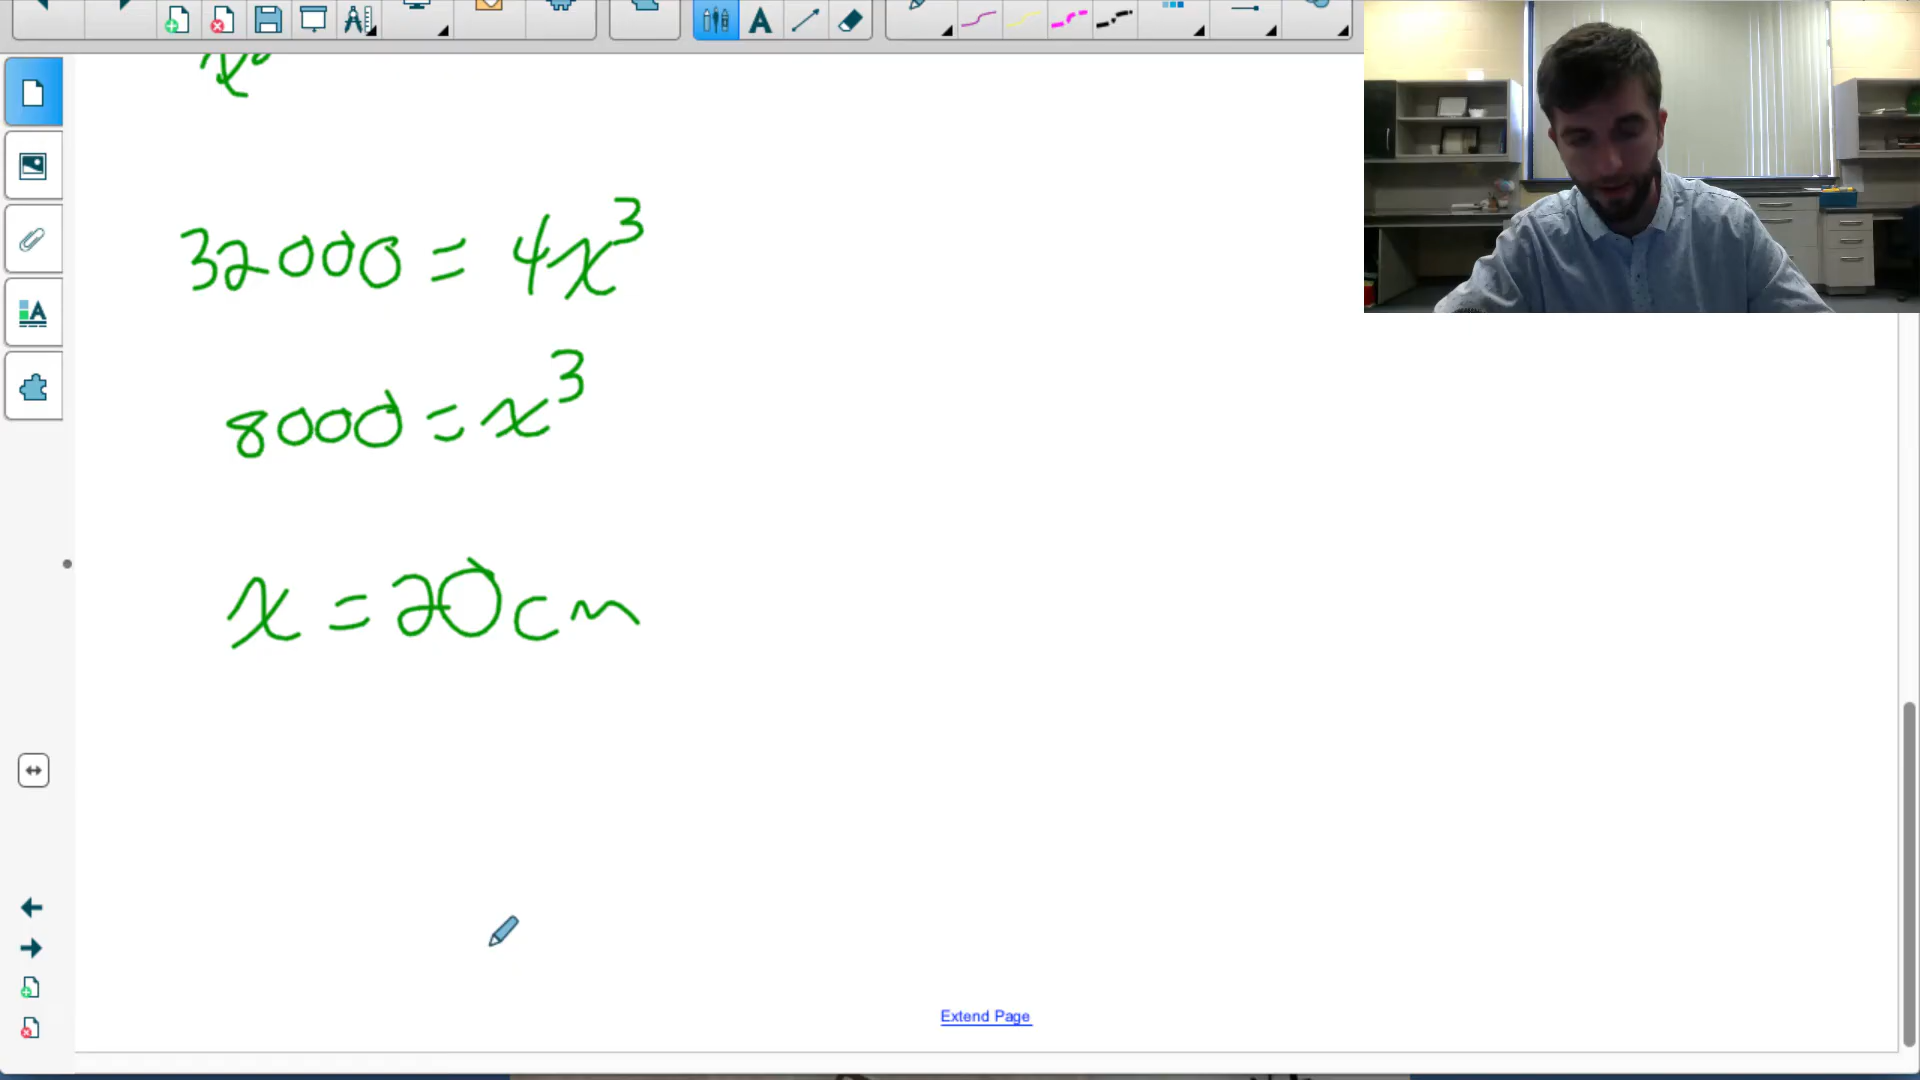 32000 = 4x³
8000 = x³
x = 20cm
Extend Page